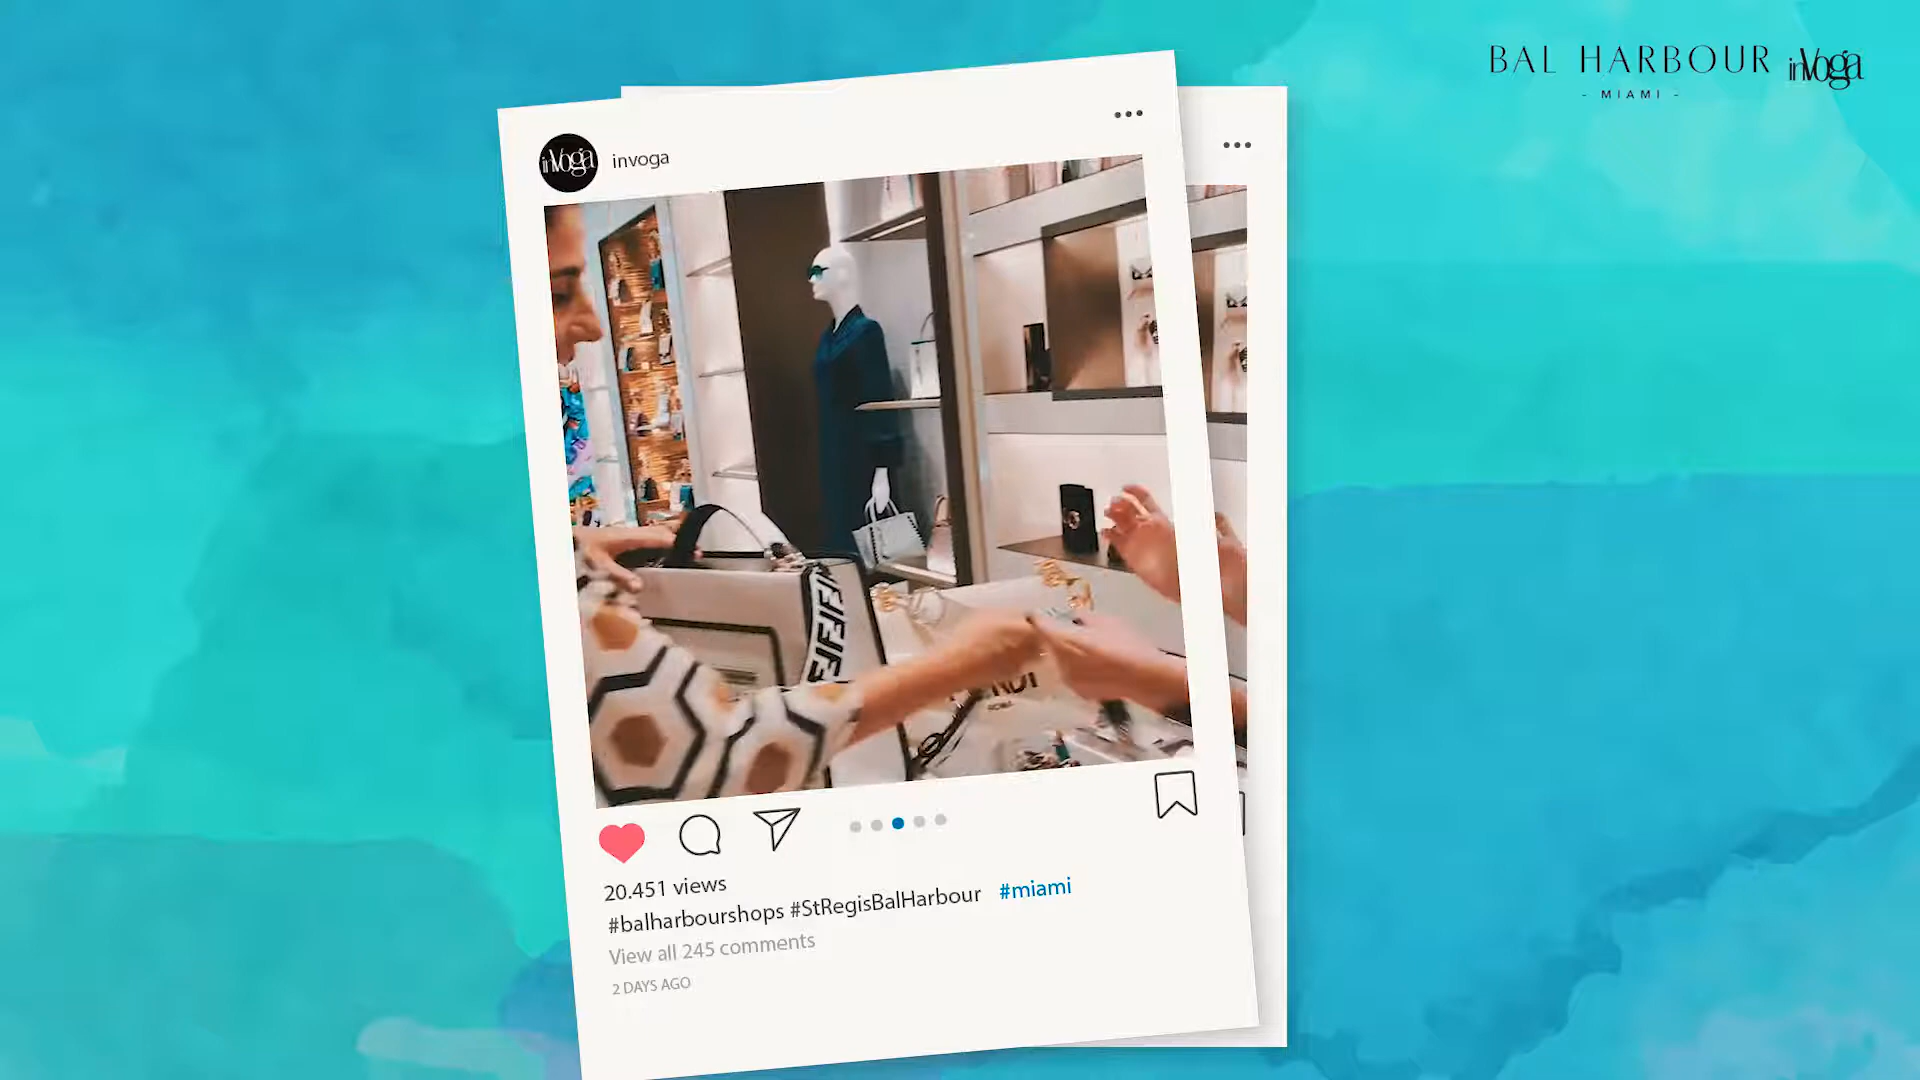 BAL HARBOUR inVoga
- MIAMI -
inVoga invoga
20.451 views
#balharbourshops #StRegisBalHarbour #miami
View all 245 comments
2 DAYS AGO